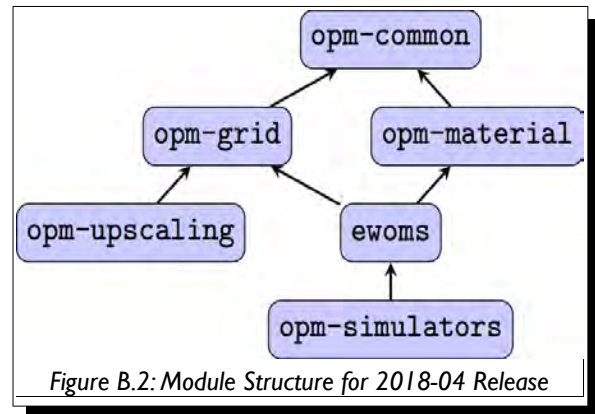 opm-common
opm-grid
opm-material
opm-upscaling
ewoms
opm-simulators
Figure B.2: Module Structure for 2018-04 Release